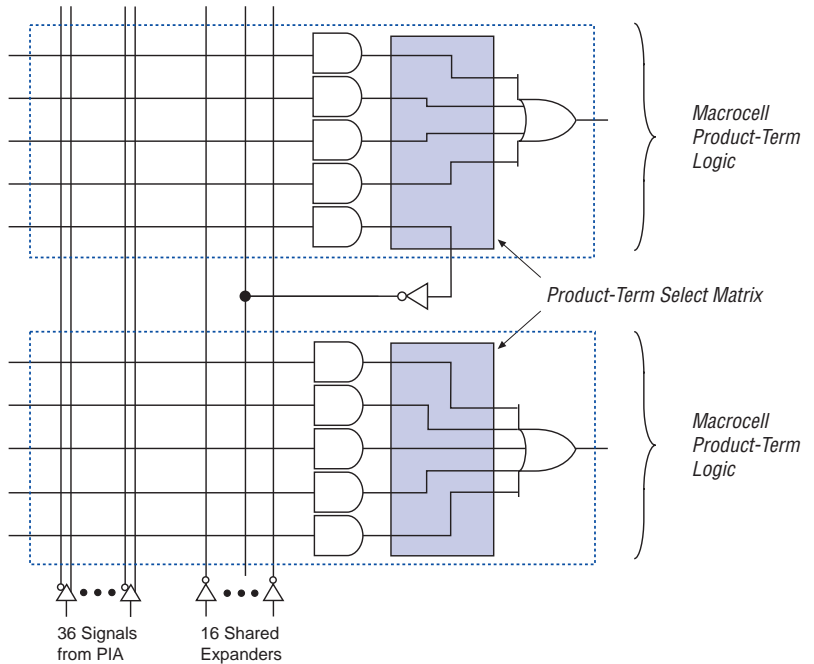 Macrocell
Product-Term
Logic
Product-Term Select Matrix
Macrocell
Product-Term
Logic
36 Signals
from PIA
16 Shared
Expanders